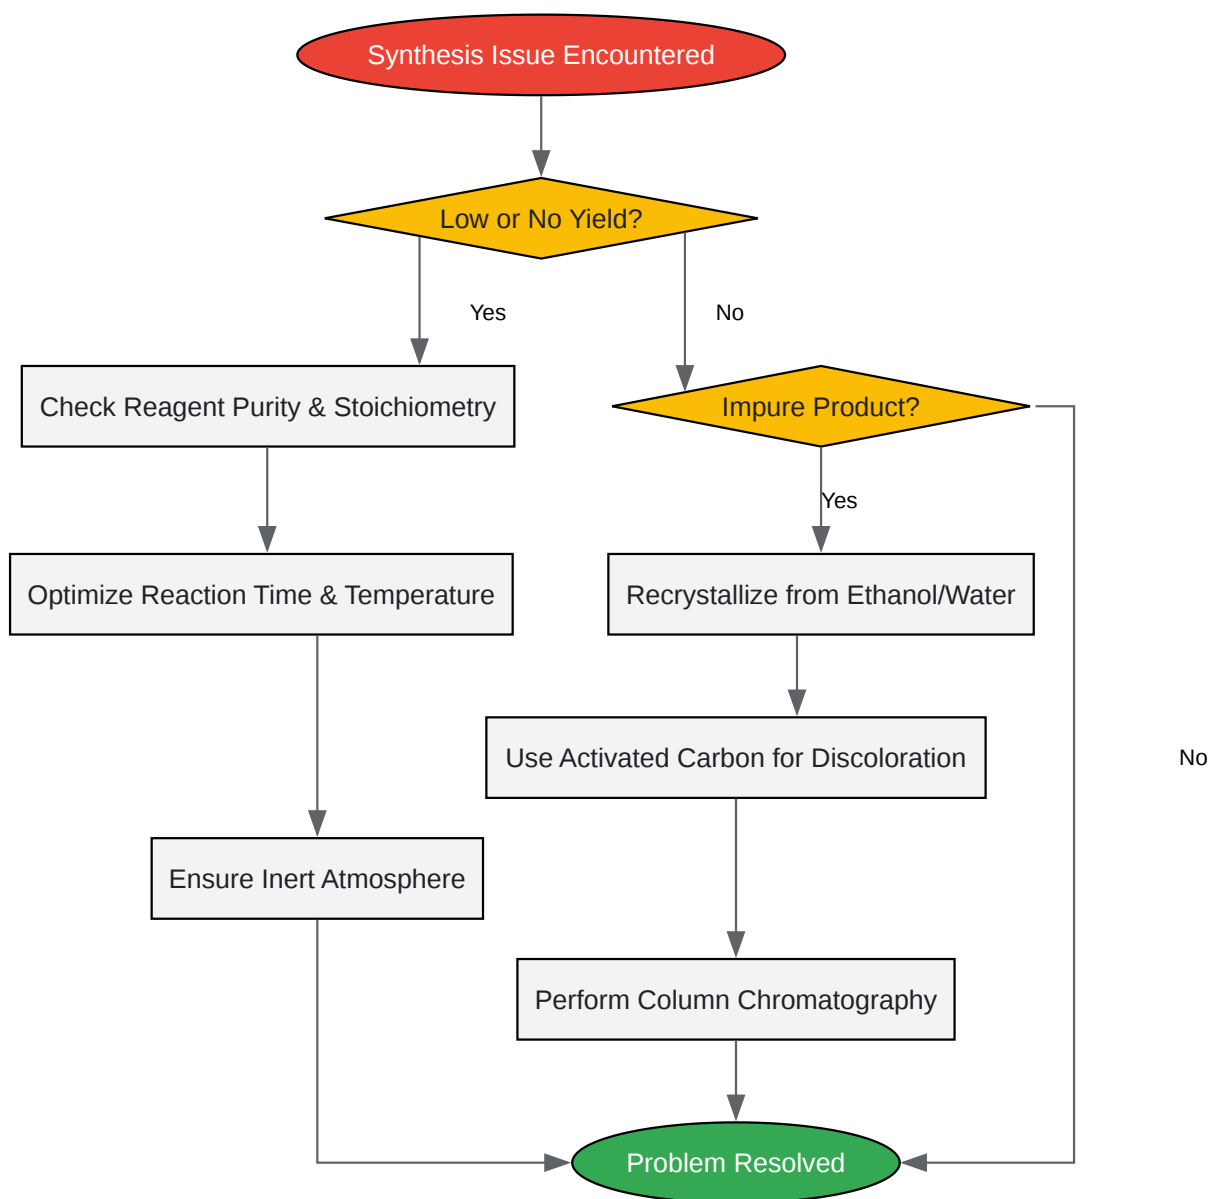 Synthesis Issue Encountered
Low or No Yield?
Yes
No
Check Reagent Purity & Stoichiometry
Impure Product?
Yes
Optimize Reaction Time & Temperature
Recrystallize from Ethanol/Water
Use Activated Carbon for Discoloration
No
Ensure Inert Atmosphere
Perform Column Chromatography
Problem Resolved